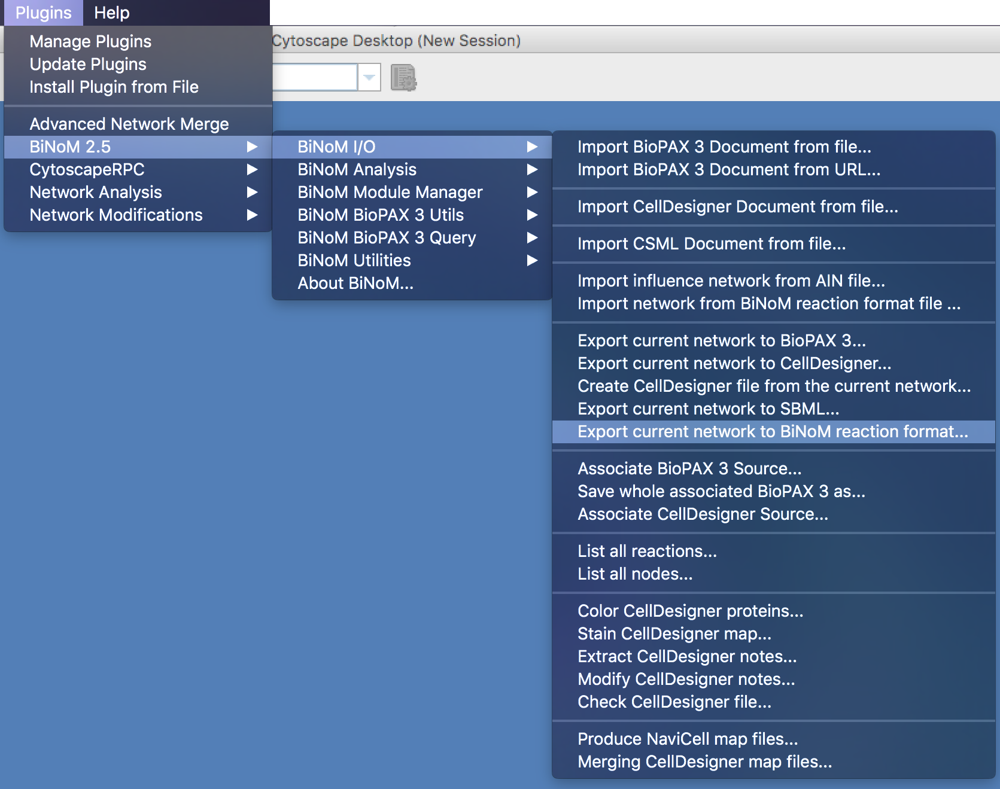 Plugins Help
Cytoscape Desktop (New Session)
Manage Plugins
Update Plugins
Install Plugin from File
Advanced Network Merge
BiNoM 2.5
CytoscapeRPC
Network Analysis
Network Modifications
BiNoM I/O
BiNoM Analysis
BiNoM Module Manager
BiNoM BioPAX 3 Utils
BiNoM BioPAX 3 Query
BiNoM Utilities
About BiNoM...
Import BioPAX 3 Document from file...
Import BioPAX 3 Document from URL...
Import CellDesigner Document from file...
Import CSML Document from file...
Import influence network from AIN file...
Import network from BiNoM reaction format file ...
Export current network to BioPAX 3...
Export current network to CellDesigner...
Create CellDesigner file from the current network...
Export current network to SBML...
Export current network to BiNoM reaction format...
Associate BioPAX 3 Source...
Save whole associated BioPAX 3 as...
Associate CellDesigner Source...
List all reactions...
List all nodes...
Color CellDesigner proteins...
Stain CellDesigner map...
Extract CellDesigner notes...
Modify CellDesigner notes...
Check CellDesigner file...
Produce NaviCell map files...
Merging CellDesigner map files...